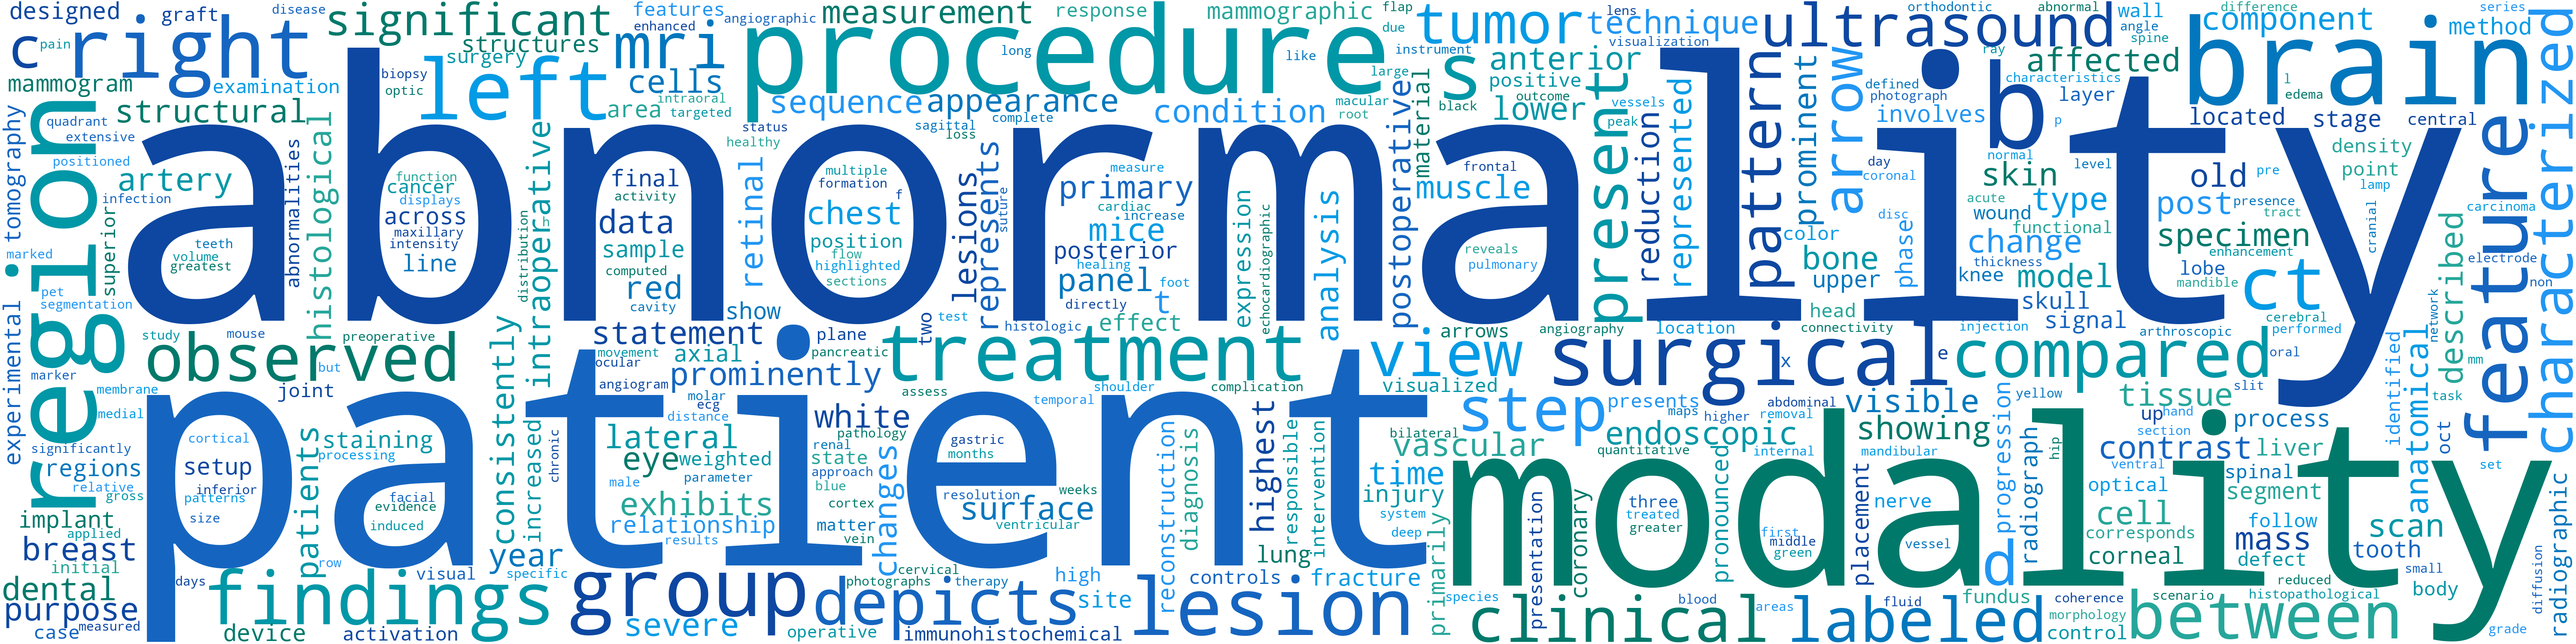 designed
graft
disease
significant
features
enhanced
angiographic
measurement
response
mammographic
flap
due
tumor
lens
technique
visualization
orthodontic
ultrasound
abnormal
wall
angle
spine
difference
component
series
method
c
pain
right
structures
surgery
mri
procedure
long
like
instrument
large
s
anterior
positive
outcome
black
lower
ray
affected
characteristics
brain
l
edema
mammogram
examination
biopsy
optic
left
cells
area
intraoral
targeted
sequence
appearance
complete
condition
macular
root
material
present
vessels
peak
represented
pattern
prominent
arrow
defined
photograph
involves
layer
p
located
stage
central
feature
characterized
region
quadrant
extensive
structural
status
healthy
sagittal
loss
abnormality
tomography
experimental
positioned
artery
infection
superior
teeth
volume
greatest
abnormalities
histological
function
cancer
displays
across
maxillary
intensity
line
distribution
intraoperative
final
activity
data
sample
computed
red
cavity
retinal
show
multiple
formation
f
chest
position
flow
highlighted
sections
lesions
represents
suture
measure
primary
cardiac
increase
mice
posterior
healing
panel
directly
foot
t
expression
echocardiographic
analysis
postoperative
frontal
muscle
reveals
pulmonary
reduction
color
bone
upper
phase
day
coronal
disc
normal
level
skin
acute
wound
type
functional
change
thickness
knee
model
skull
signal
old
pre
post
presence
tract
specimen
enhancement
lobe
mandible
ct
cerebral
performed
density
point
lamp
cranial
carcinoma
described
electrode
non
network
marked
pet
segmentation
study
mouse
preoperative
observed
but
marker
membrane
medial
joint
consistently
statement
plane
two
test
histologic
effect
movement
ocular
axial
pancreatic
treatment
angiogram
prominently
assess
shoulder
complication
arrows
angiography
view
visualized
location
head
connectivity
injection
arthroscopic
surgical
x
e
compared
oral
identified
anatomical
mm
task
patient
significantly
regions
relative
gross
cortical
setup
inferior
patterns
size
patients
staining
processing
facial
evidence
induced
increased
chronic
molar
ecg
distance
lateral
eye
weighted
male
parameter
exhibits
relationship
results
white
pathology
renal
state
approach
blue
cortex
matter
vein
changes
gastric
months
resolution
weeks
surface
ventricular
temporal
reconstruction
diagnosis
highest
responsible
intervention
bilateral
vascular
time
injury
system
deep
step
presents
maps
higher
removal
abdominal
visible
endoscopic
quantitative
internal
showing
mandibular
yellow
tissue
slit
progression
radiograph
hip
up
hand
section
process
contrast
liver
ventral
spinal
optical
segment
cell
corresponds
corneal
follow
mass
defect
oct
set
scan
tooth
small
body
modality
primarily
presentation
coronary
three
treated
greater
pronounced
first
middle
green
placement
nerve
vessel
d
implant
applied
breast
initial
dental
purpose
case
measured
days
row
findings
device
activation
visual
year
specific
group
severe
cervical
photographs
therapy
depicts
operative
immunohistochemical
high
site
lung
controls
lesion
fracture
species
clinical
blood
areas
labeled
fluid
fundus
coherence
morphology
control
reduced
scenario
histopathological
between
diffusion
radiographic
grade